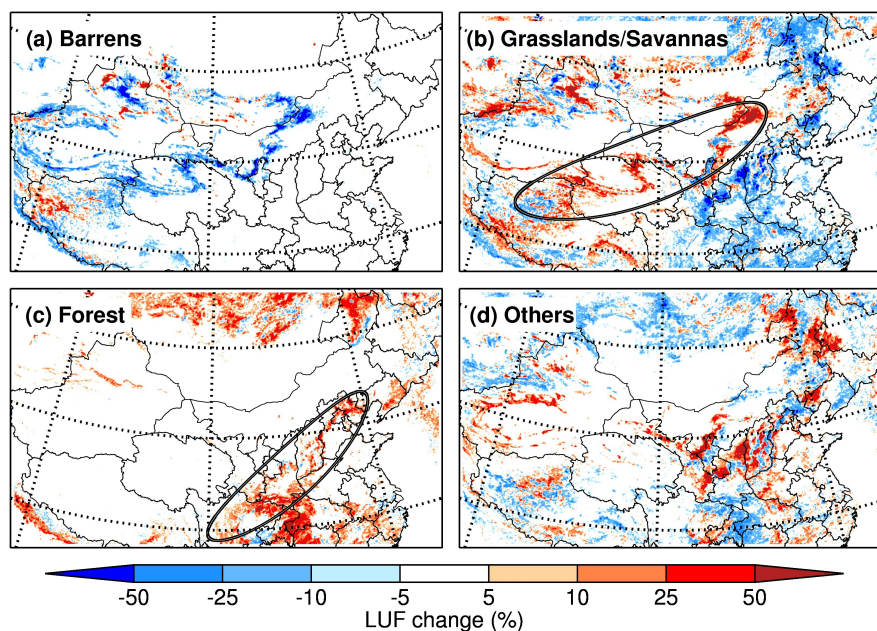 (a) Barrens
(b) Grasslands/Savannas
(c) Forest
(d) Others
-50 -25 -10 -5 5 10 25 50
LUF change (%)